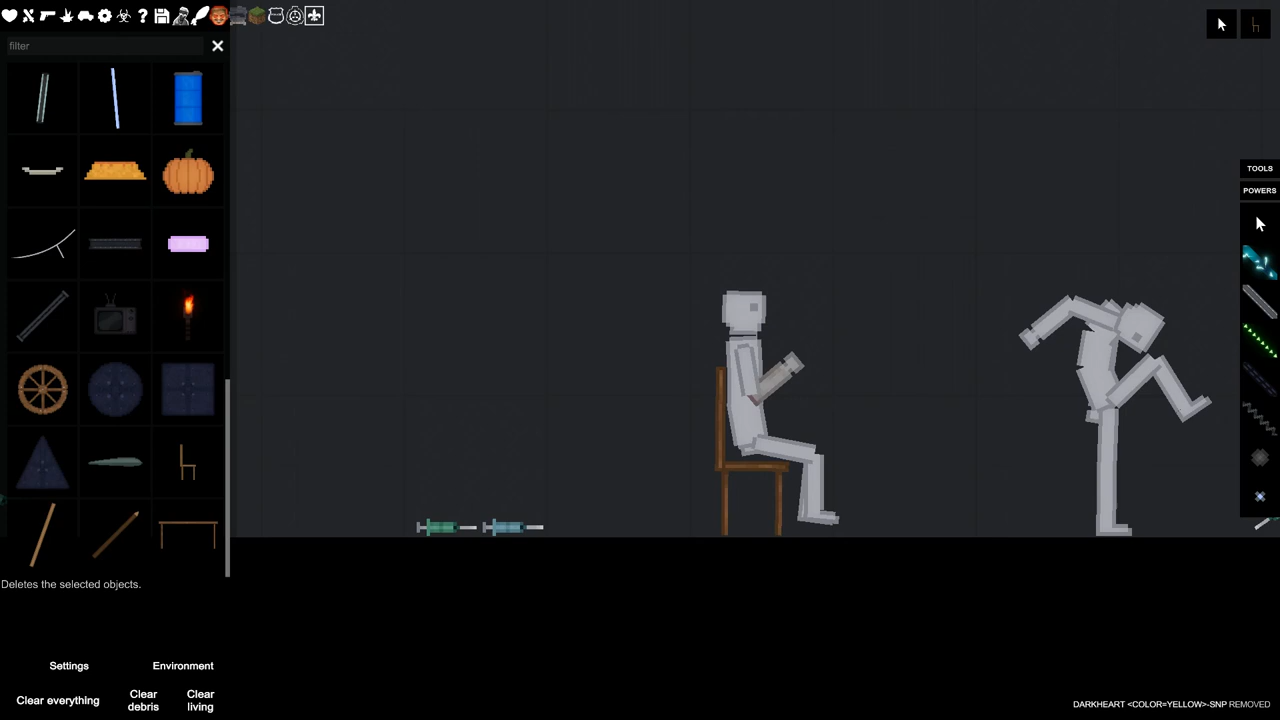 filter
TOOLS
POWERS
Deletes the selected objects.
Settings
Environment
Clear everything
Clear debris
Clear living
DARKHEART <COLOR=YELLOW>-SNP REMOVED